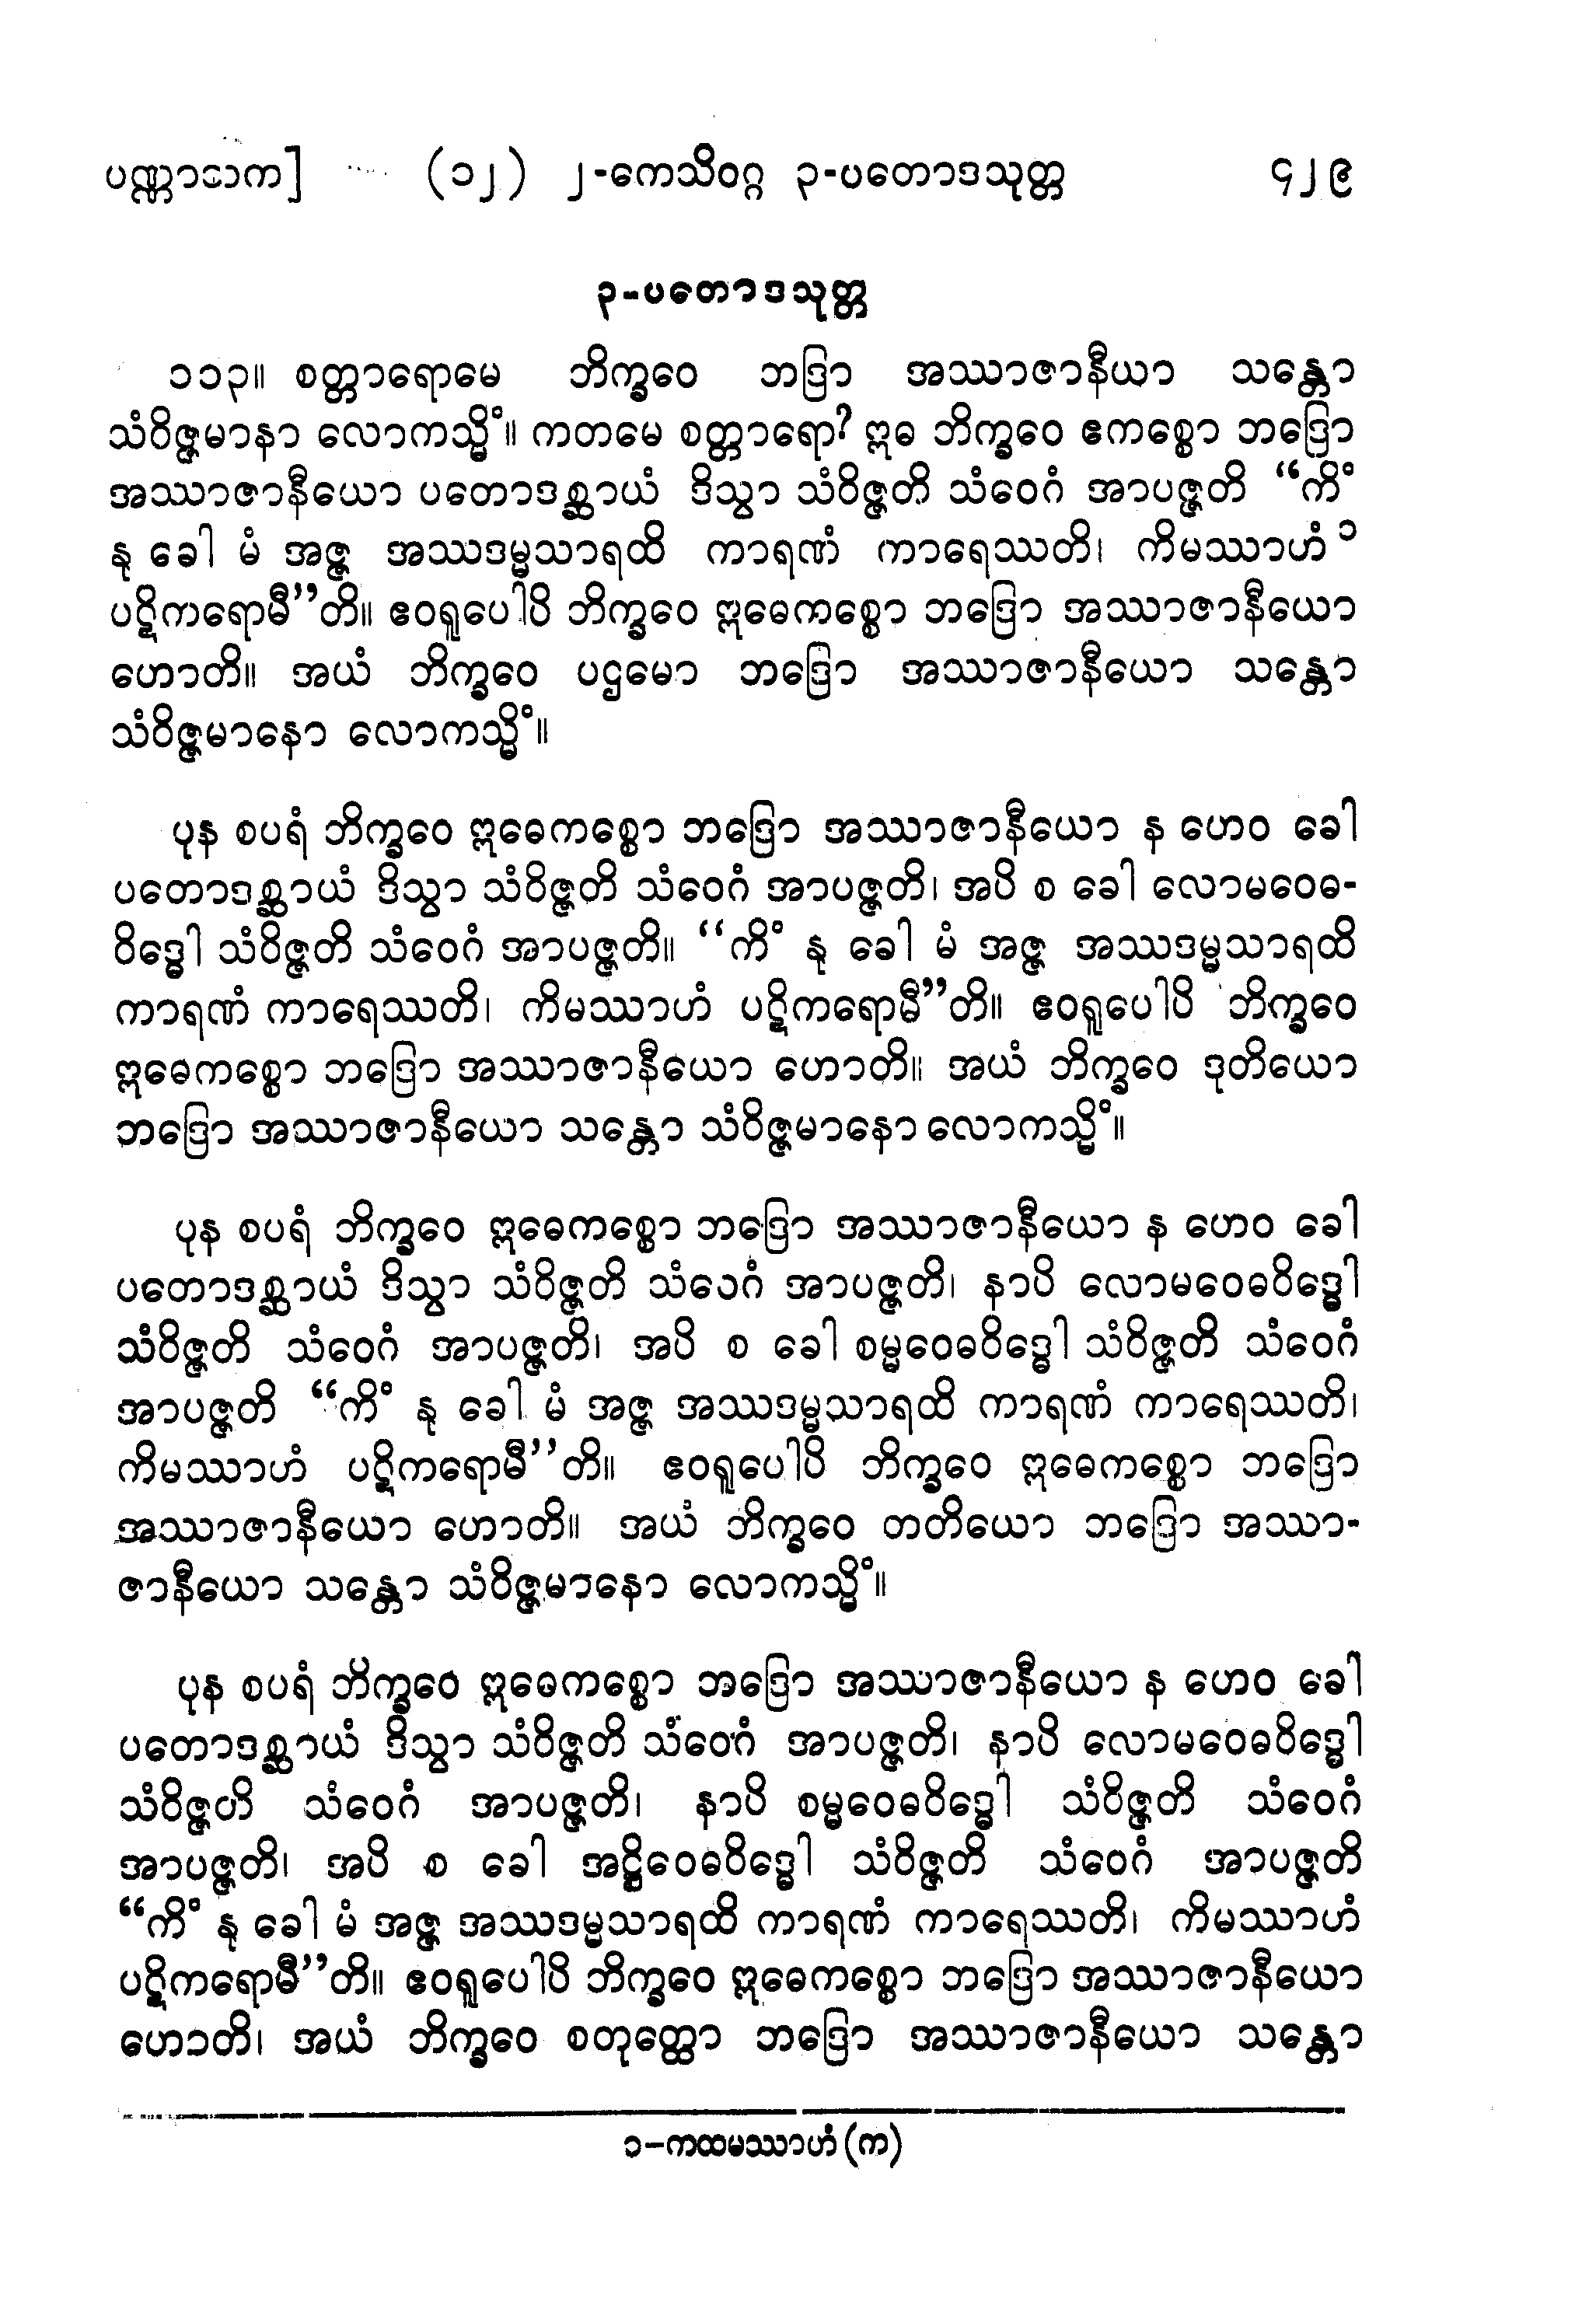 ပဏ္ဏာသက] (၁၂) ၂-ကေသိဝဂ္ဂ ၃-ပတောဒသုတ္တ ၄၂၉
၃-ပတောဒသုတ္တ
၁၁၃။ စတ္တာရောမေ ဘိက္ခဝေ ဘဒြာ အဿာဇာနီယာ သန္တော
သံဝိဇ္ဇမာနာ လောကသ္မိံ။ ကတမေ စတ္တာရော? ဣဓ ဘိက္ခဝေ ဧကစ္စော ဘဒြော
အဿာဇာနီယော ပတောဒစ္ဆာယံ ဒိသွာ သံဝိဇ္ဇတိ သံဝေဂံ အာပဇ္ဇတိ “ကိံ
နု ခေါ မံ အဇ္ဇ အဿဒမ္မသာရထိ ကာရဏံ ကာရေဿတိ၊ ကိမဿာဟံ ၁
ပဋိကရောမီ”တိ။ ဧဝရူပေါပိ ဘိက္ခဝေ ဣဓေကစ္စော ဘဒြော အဿာဇာနီယော
ဟောတိ။ အယံ ဘိက္ခဝေ ပဌမော ဘဒြော အဿာဇာနီယော သန္တော
သံဝိဇ္ဇမာနော လောကသ္မိံ။
ပုန စပရံ ဘိက္ခဝေ ဣဓေကစ္စော ဘဒြော အဿာဇာနီယော န ဟေဝ ခေါ
ပတောဒစ္ဆာယံ ဒိသွာ သံဝိဇ္ဇတိ သံဝေဂံ အာပဇ္ဇတိ၊ အပိ စ ခေါ လောမဝေဓ-
ဝိဒ္ဓေါ သံဝိဇ္ဇတိ သံဝေဂံ အာပဇ္ဇတိ။ “ကိံ နု ခေါ မံ အဇ္ဇ အဿဒမ္မသာရထိ
ကာရဏံ ကာရေဿတိ၊ ကိမဿာဟံ ပဋိကရောမီ”တိ။ ဧဝရူပေါပိ ဘိက္ခဝေ
ဣဓေကစ္စော ဘဒြော အဿာဇာနီယော ဟောတိ။ အယံ ဘိက္ခဝေ ဒုတိယော
ဘဒြော အဿာဇာနီယော သန္တော သံဝိဇ္ဇမာနော လောကသ္မိံ။
ပုန စပရံ ဘိက္ခဝေ ဣဓေကစ္စော ဘဒြော အဿာဇာနီယော န ဟေဝ ခေါ
ပတောဒစ္ဆာယံ ဒိသွာ သံဝိဇ္ဇတိ သံဝေဂံ အာပဇ္ဇတိ၊ နာပိ လောမဝေဓဝိဒ္ဓေါ
သံဝိဇ္ဇတိ သံဝေဂံ အာပဇ္ဇတိ၊ အပိ စ ခေါ စမ္မဝေဓဝိဒ္ဓေါ သံဝိဇ္ဇတိ သံဝေဂံ
အာပဇ္ဇတိ “ကိံ နု ခေါ မံ အဇ္ဇ အဿဒမ္မသာရထိ ကာရဏံ ကာရေဿတိ၊
ကိမဿာဟံ ပဋိကရောမီ”တိ။ ဧဝရူပေါပိ ဘိက္ခဝေ ဣဓေကစ္စော ဘဒြော
အဿာဇာနီယော ဟောတိ။ အယံ ဘိက္ခဝေ တတိယော ဘဒြော အဿာ-
ဇာနီယော သန္တော သံဝိဇ္ဇမာနော လောကသ္မိံ။
ပုန စပရံ ဘိက္ခဝေ ဣဓေကစ္စော ဘဒြော အဿာဇာနီယော န ဟေဝ ခေါ
ပတောဒစ္ဆာယံ ဒိသွာ သံဝိဇ္ဇတိ သံဝေဂံ အာပဇ္ဇတိ၊ နာပိ လောမဝေဓဝိဒ္ဓေါ
သံဝိဇ္ဇတိ သံဝေဂံ အာပဇ္ဇတိ၊ နာပိ စမ္မဝေဓဝိဒ္ဓေါ သံဝိဇ္ဇတိ သံဝေဂံ
အာပဇ္ဇတိ၊ အပိ စ ခေါ အဋ္ဌိဝေဓဝိဒ္ဓေါ သံဝိဇ္ဇတိ သံဝေဂံ အာပဇ္ဇတိ
“ကိံ နု ခေါ မံ အဇ္ဇ အဿဒမ္မသာရထိ ကာရဏံ ကာရေဿတိ၊ ကိမဿာဟံ
ပဋိကရောမီ”တိ။ ဧဝရူပေါပိ ဘိက္ခဝေ ဣဓေကစ္စော ဘဒြော အဿာဇာနီယော
ဟောတိ၊ အယံ ဘိက္ခဝေ စတုတ္ထော ဘဒြော အဿာဇာနီယော သန္တော
၁-ကထမဿာဟံ (က)